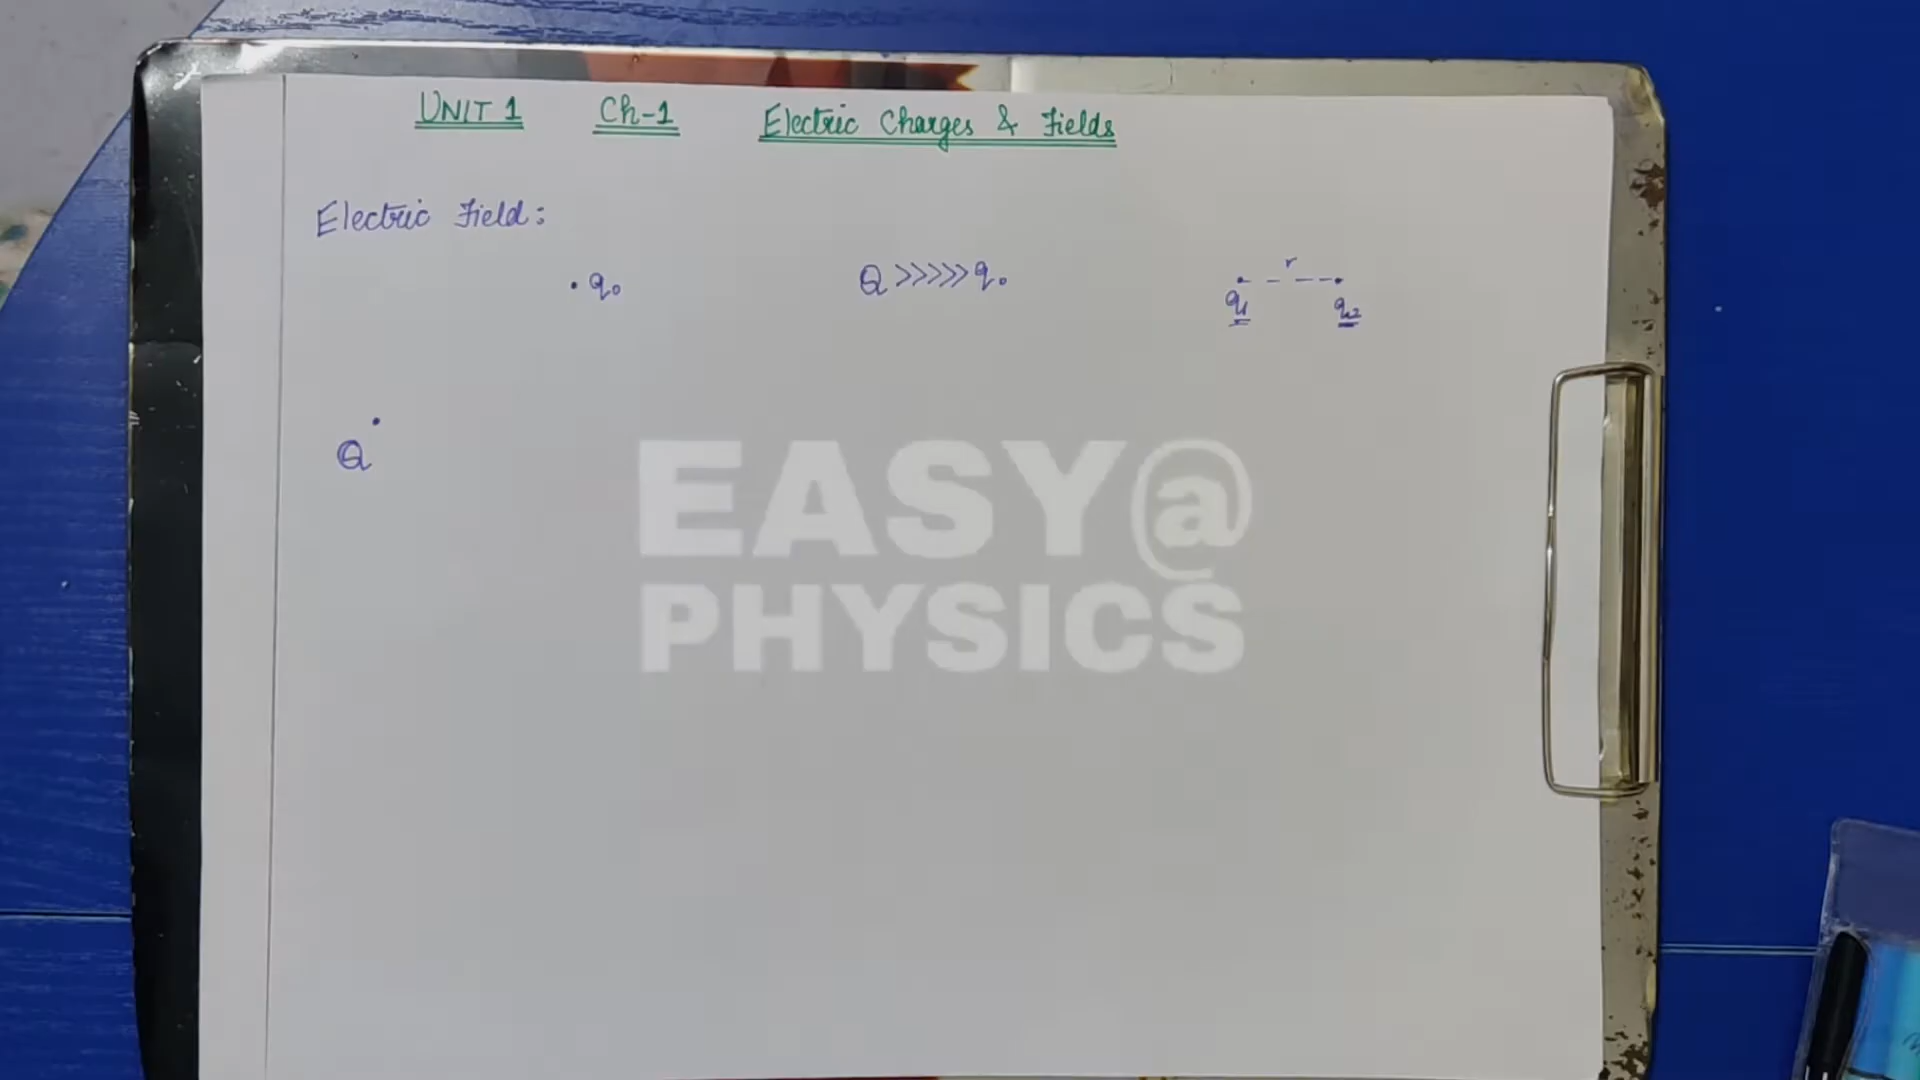 UNIT 1 Ch-1 Electric Charges & Fields
Electric Field:
. q₀ Q >>>>> q₀ r
q₁ q₂
Q
EASY@
PHYSICS